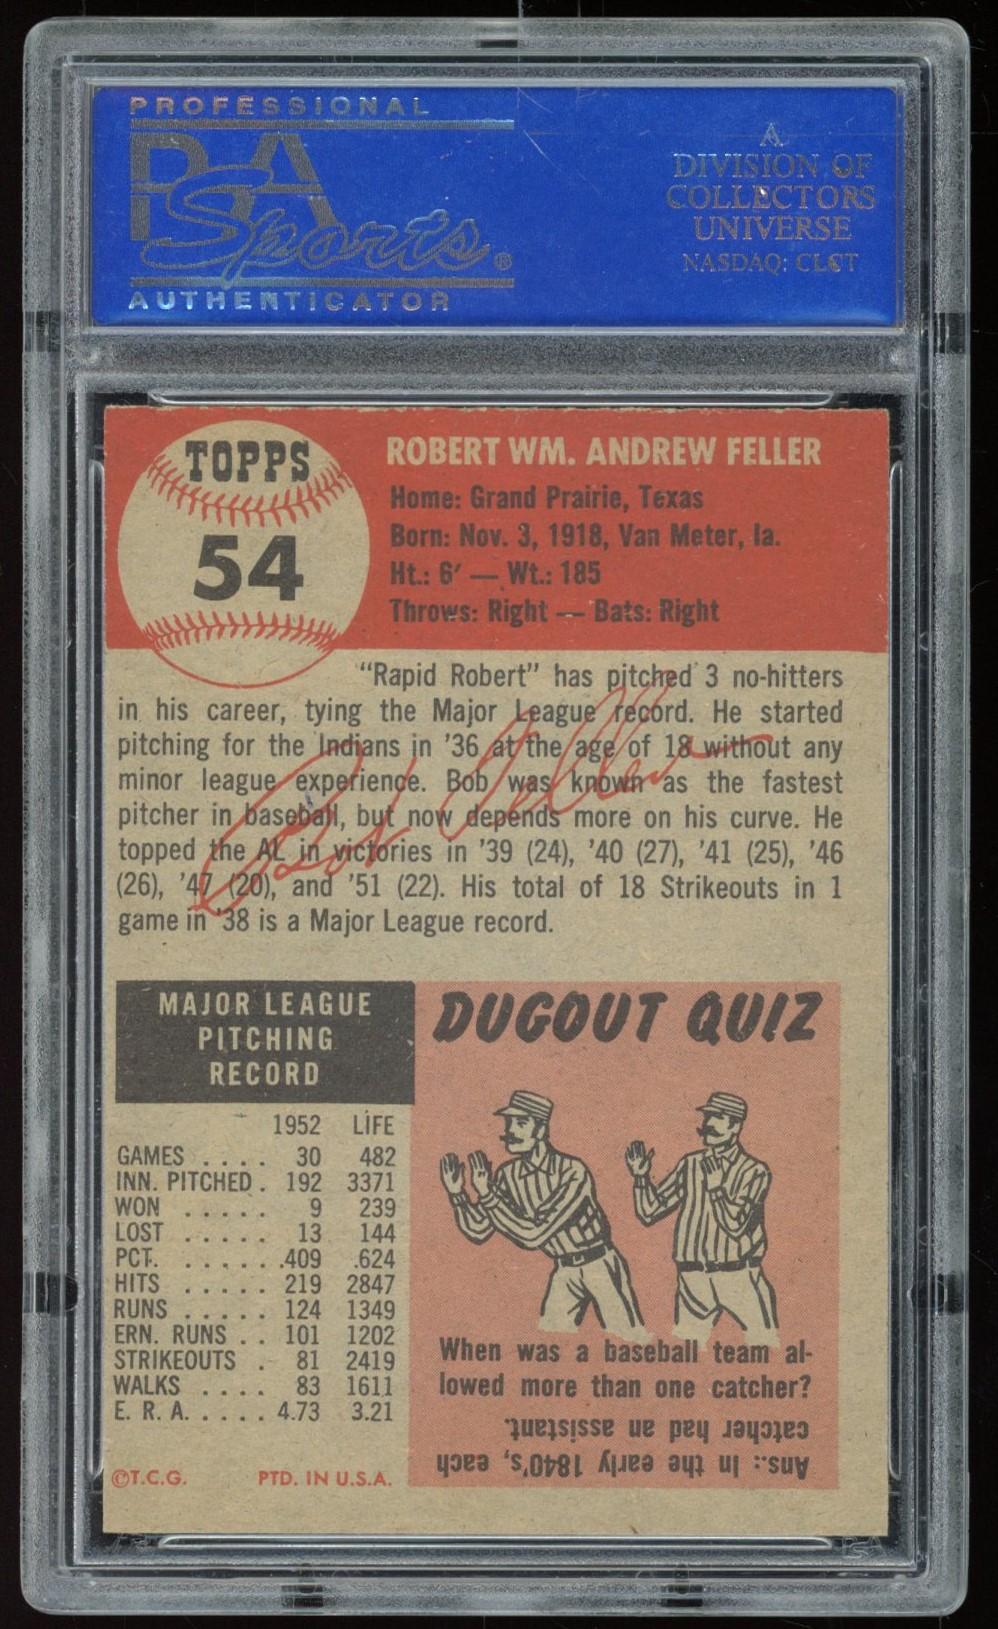 PROFESSIONAL
PSA
Sports®
AUTHENTICATOR
A
DIVISION OF
COLLECTORS
UNIVERSE
NASDAQ: CLCT
TOPPS
54
ROBERT WM. ANDREW FELLER
Home: Grand Prairie, Texas
Born: Nov. 3, 1918, Van Meter, Ia.
Ht.: 6' — Wt.: 185
Throws: Right — Bats: Right
"Rapid Robert" has pitched 3 no-hitters
in his career, tying the Major League record. He started
pitching for the Indians in '36 at the age of 18 without any
minor league experience. Bob was known as the fastest
pitcher in baseball, but now depends more on his curve. He
topped the AL in victories in '39 (24), '40 (27), '41 (25), '46
(26), '47 (20), and '51 (22). His total of 18 Strikeouts in 1
game in '38 is a Major League record.
Bob Feller
MAJOR LEAGUE
PITCHING
RECORD
1952 LIFE
GAMES . . . . 30 482
INN. PITCHED . 192 3371
WON . . . . . 9 239
LOST . . . . . 13 144
PCT. . . . . . .409 .624
HITS . . . . . 219 2847
RUNS . . . . . 124 1349
ERN. RUNS . . 101 1202
STRIKEOUTS . 81 2419
WALKS . . . . 83 1611
E. R. A. . . . . 4.73 3.21
©T.C.G. PTD. IN U.S.A.
DUGOUT QUIZ
When was a baseball team al-
lowed more than one catcher?
Ans.: In the early 1840's, each
catcher had an assistant.